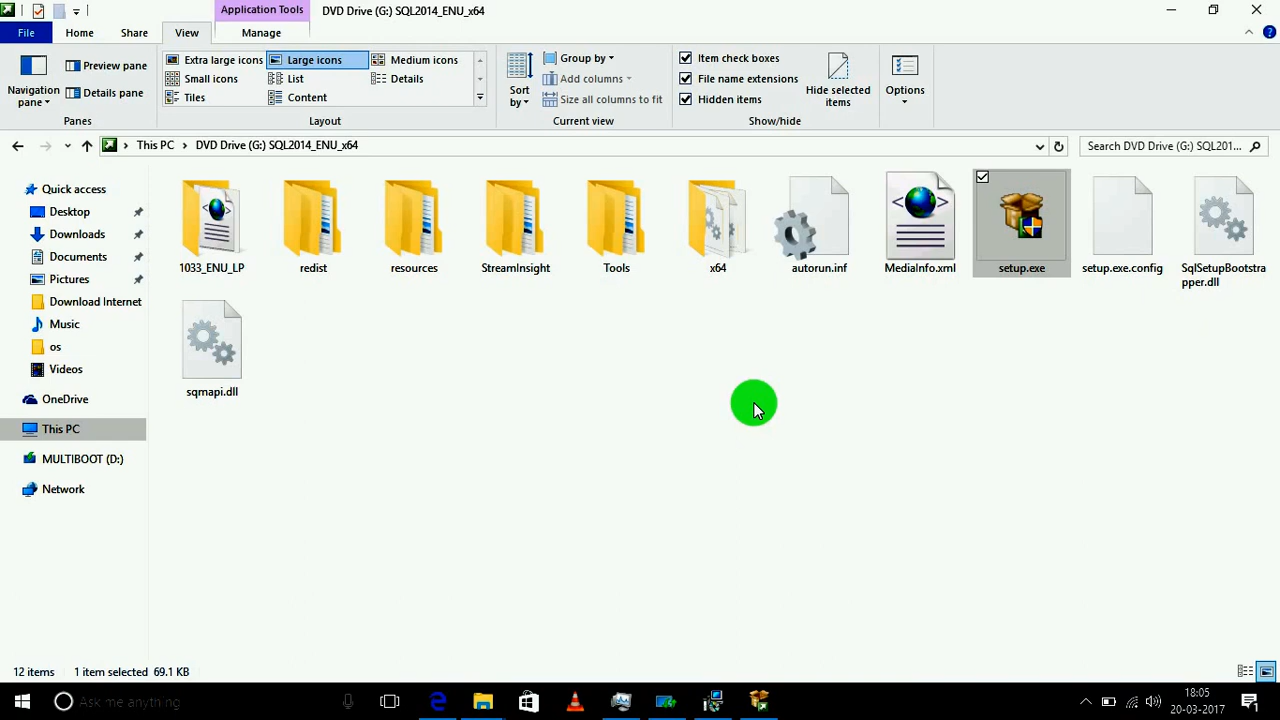 Application Tools
DVD Drive (G:) SQL2014_ENU_x64
File
Home
Share
View
Manage
Navigation pane
Preview pane
Details pane
Panes
Extra large icons
Large icons
Medium icons
Small icons
List
Details
Tiles
Content
Layout
Sort by
Group by
Add columns
Size all columns to fit
Current view
Item check boxes
File name extensions
Hidden items
Show/hide
Hide selected items
Options
This PC
DVD Drive (G:) SQL2014_ENU_x64
Search DVD Drive (G:) SQL201...
Quick access
Desktop
Downloads
Documents
Pictures
Download Internet
Music
os
Videos
OneDrive
This PC
MULTIBOOT (D:)
Network
1033_ENU_LP
redist
resources
StreamInsight
Tools
x64
autorun.inf
MediaInfo.xml
setup.exe
setup.exe.config
SqlSetupBootstra
pper.dll
sqmapi.dll
12 items
1 item selected 69.1 KB
Ask me anything
18:05
20-03-2017